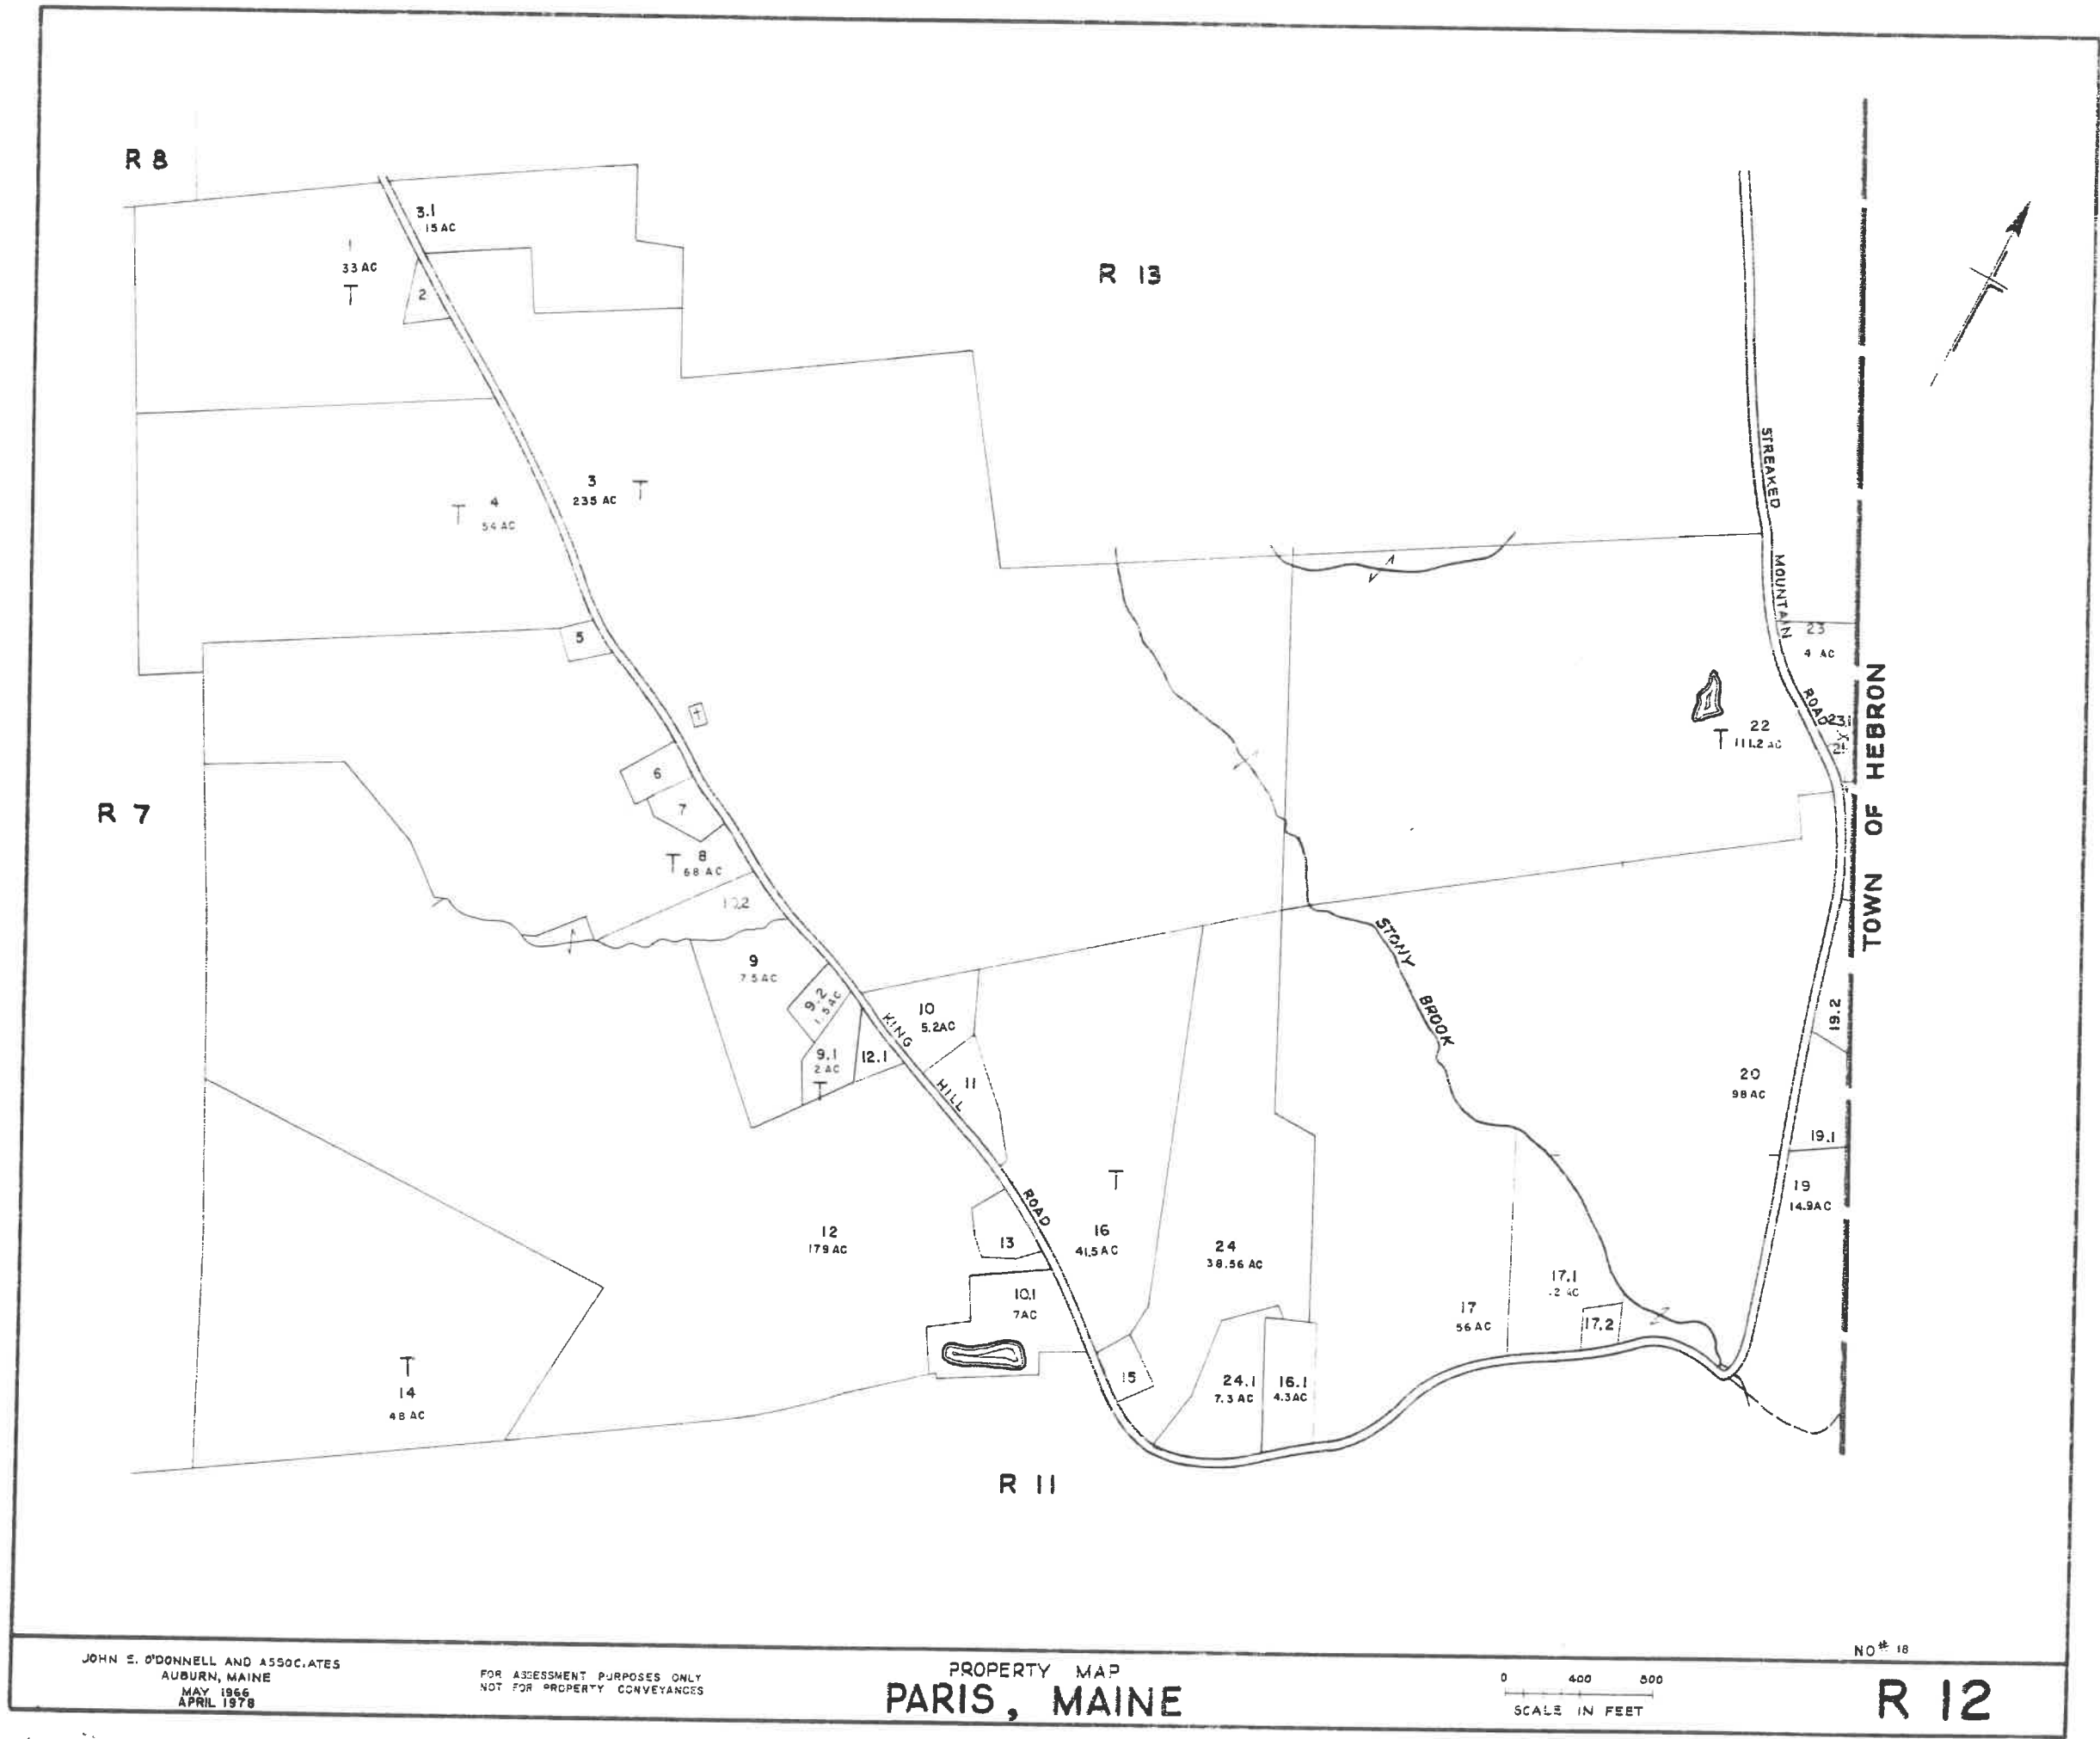 R 8
3.1
15 AC
1
33 AC
T
2
R 13
3
235 AC
T
T
4
54 AC
5
STREAKED
MOUNTAIN
ROAD
23
4 AC
23.1
21
22
T 111.2 AC
TOWN OF HEBRON
R 7
6
7
T
8
68 AC
10.2
9
7.5 AC
9.2
1.5 AC
9.1
2 AC
T
12.1
KING
HILL
ROAD
10
5.2AC
11
STONY
BROOK
19.2
20
98 AC
19.1
19
14.9AC
12
179 AC
13
T
16
41.5 AC
24
38.56 AC
10.1
7AC
17
56 AC
17.1
17.2
T
14
48 AC
15
24.1
7.3 AC
16.1
4.3AC
R 11
JOHN E. O'DONNELL AND ASSOCIATES
AUBURN, MAINE
MAY 1966
APRIL 1978
FOR ASSESSMENT PURPOSES ONLY
NOT FOR PROPERTY CONVEYANCES
PROPERTY MAP
PARIS, MAINE
0 400 800
SCALE IN FEET
NO# 18
R 12